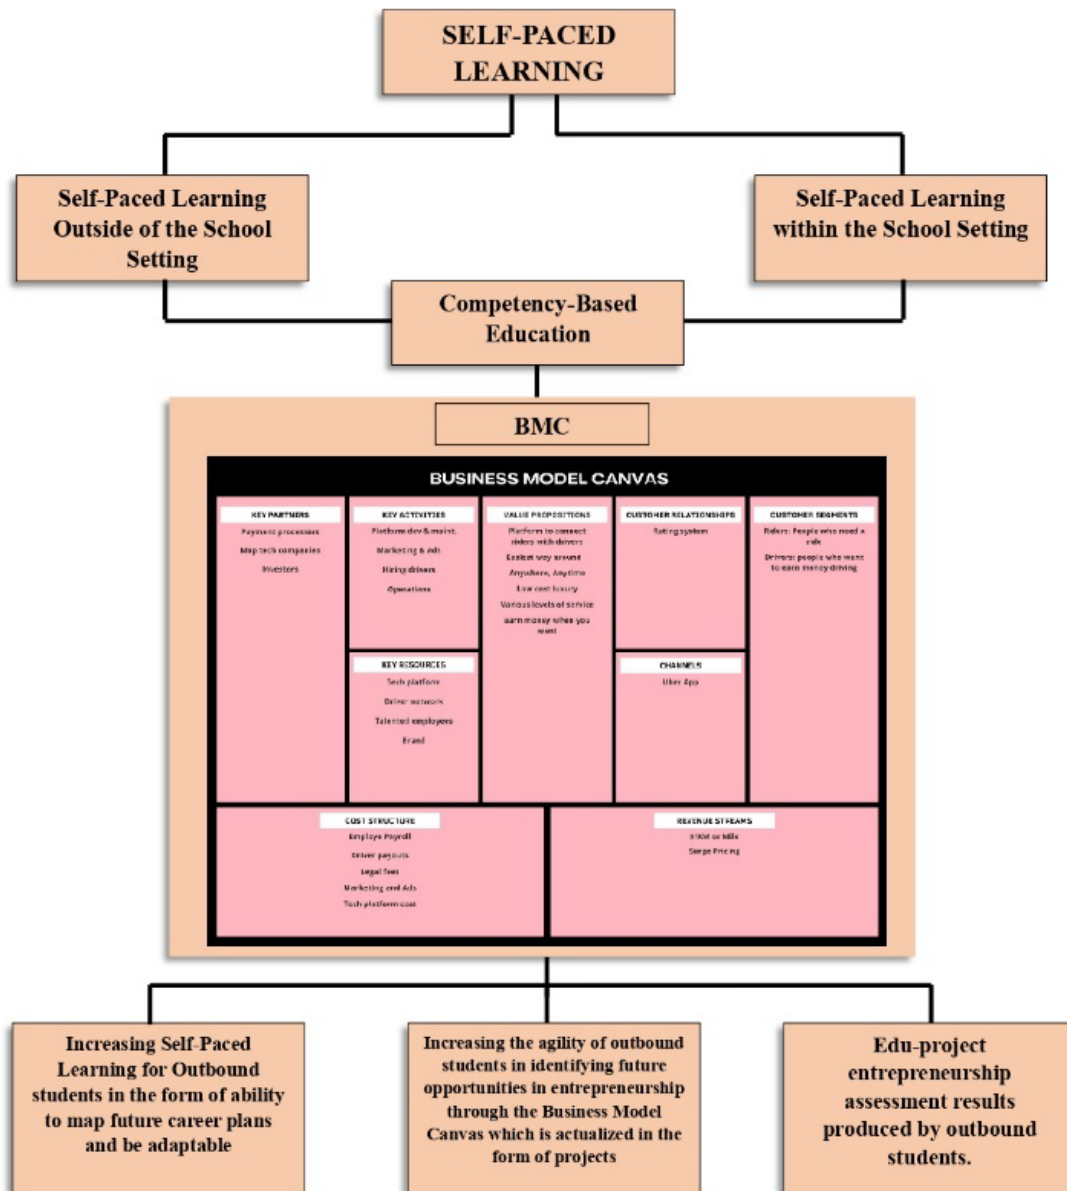 SELF-PACED
LEARNING
Self-Paced Learning
Outside of the School
Setting
Self-Paced Learning
within the School Setting
Competency-Based
Education
BMC
BUSINESS MODEL CANVAS
KEY PARTNERS
Payment processors
Map tech companies
Investors
KEY ACTIVITIES
Platform dev & maint.
Marketing & Ads
Hiring drivers
Operations
KEY RESOURCES
Tech platform
Driver network
Talented employees
Brand
VALUE PROPOSITIONS
Platform to connect
riders with drivers
Easiest way around
Anywhere, Anytime
Low cost luxury
Various levels of service
earn money when you
want
CUSTOMER RELATIONSHIPS
Rating system
CHANNELS
Uber App
CUSTOMER SEGMENTS
Riders: People who need a
ride
Drivers: people who want
to earn money driving
COST STRUCTURE
Employe Payroll
Driver payouts
Legal fees
Marketing and Ads
Tech platform cost
REVENUE STREAMS
or Mile
Surge Pricing
Increasing Self-Paced
Learning for Outbound
students in the form of ability
to map future career plans
and be adaptable
Increasing the agility of outbound
students in identifying future
opportunities in entrepreneurship
through the Business Model
Canvas which is actualized in the
form of projects
Edu-project
entrepreneurship
assessment results
produced by outbound
students.